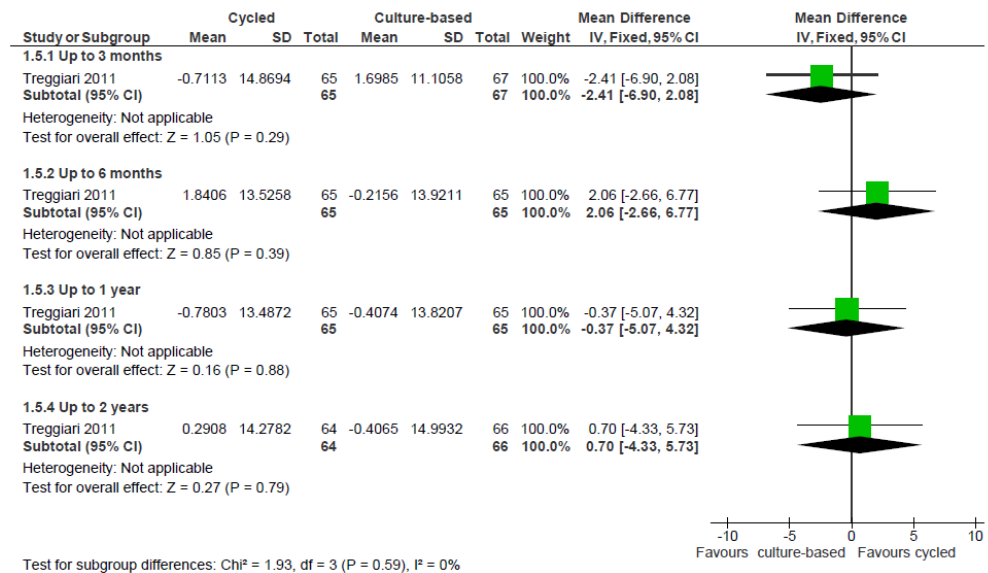 Cycled Culture-based Mean Difference Mean Difference
Study or Subgroup Mean SD Total Mean SD Total Weight IV, Fixed, 95% CI IV, Fixed, 95% CI
1.5.1 Up to 3 months
Treggiari 2011 -0.7113 14.8694 65 1.6985 11.1058 67 100.0% -2.41 [-6.90, 2.08]
Subtotal (95% CI) 65 67 100.0% -2.41 [-6.90, 2.08]
Heterogeneity: Not applicable
Test for overall effect: Z = 1.05 (P = 0.29)
1.5.2 Up to 6 months
Treggiari 2011 1.8406 13.5258 65 -0.2156 13.9211 65 100.0% 2.06 [-2.66, 6.77]
Subtotal (95% CI) 65 65 100.0% 2.06 [-2.66, 6.77]
Heterogeneity: Not applicable
Test for overall effect: Z = 0.85 (P = 0.39)
1.5.3 Up to 1 year
Treggiari 2011 -0.7803 13.4872 65 -0.4074 13.8207 65 100.0% -0.37 [-5.07, 4.32]
Subtotal (95% CI) 65 65 100.0% -0.37 [-5.07, 4.32]
Heterogeneity: Not applicable
Test for overall effect: Z = 0.16 (P = 0.88)
1.5.4 Up to 2 years
Treggiari 2011 0.2908 14.2782 64 -0.4065 14.9932 66 100.0% 0.70 [-4.33, 5.73]
Subtotal (95% CI) 64 66 100.0% 0.70 [-4.33, 5.73]
Heterogeneity: Not applicable
Test for overall effect: Z = 0.27 (P = 0.79)
-10 -5 0 5 10
Favours culture-based Favours cycled
Test for subgroup differences: Chi² = 1.93, df = 3 (P = 0.59), I² = 0%